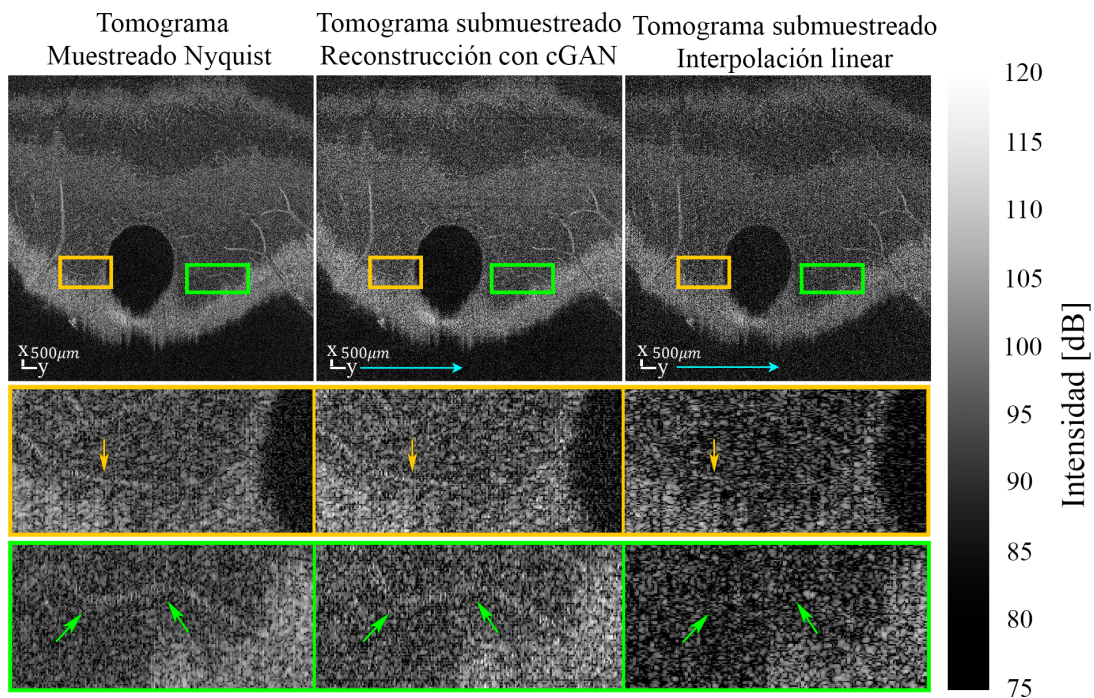 Tomograma
Muestreado Nyquist
Tomograma submuestreado
Reconstrucción con cGAN
Tomograma submuestreado
Interpolación linear
x 500μm
y
x 500μm
y
x 500μm
y
120
115
110
105
100
95
90
85
80
75
Intensidad [dB]